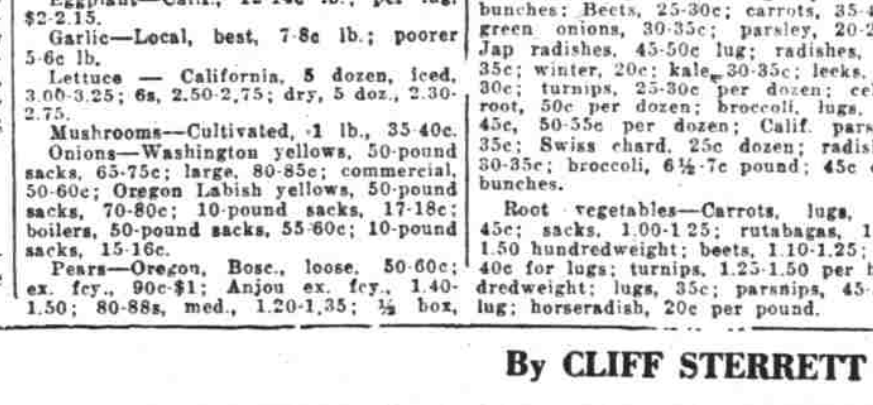 $2-2.15.
Garlic—Local, best, 7-8c lb.; poorer
5-6c lb.
Lettuce — California, 5 dozen, iced,
3.00-3.25; 6s, 2.50-2.75; dry, 5 doz., 2.30-
2.75.
Mushrooms—Cultivated, 1 lb., 35-40c.
Onions—Washington yellows, 50-pound
sacks, 65-75c; large, 80-85c; commercial,
50-60c; Oregon Labish yellows, 50-pound
sacks, 70-80c; 10-pound sacks, 17-18c;
boilers, 50-pound sacks, 55-60c; 10-pound
sacks, 15-16c.
Pears—Oregon, Bosc., loose, 50-60c;
ex. fcy., 90c-$1; Anjou ex. fcy., 1.40-
1.50; 80-88s, med., 1.20-1.35; ½ box,
bunches; Beets, 25-30c; carrots,
green onions, 30-35c; parsley,
Jap radishes, 45-50c lug; radishes,
35c; winter, 20c; kale, 30-35c; leeks,
30c; turnips, 25-30c per dozen;
root, 50c per dozen; broccoli, lugs,
45c, 50-55c per dozen; Calif.
35c; Swiss chard, 25c dozen;
30-35c; broccoli, 6½-7c pound; 45c
bunches.
Root vegetables—Carrots, lugs,
45c; sacks, 1.00-1.25; rutabagas,
1.50 hundredweight; beets, 1.10-1.25;
40c for lugs; turnips, 1.25-1.50 per
dredweight; lugs, 35c; parsnips,
lug; horseradish, 20c per pound.
By CLIFF STERRETT